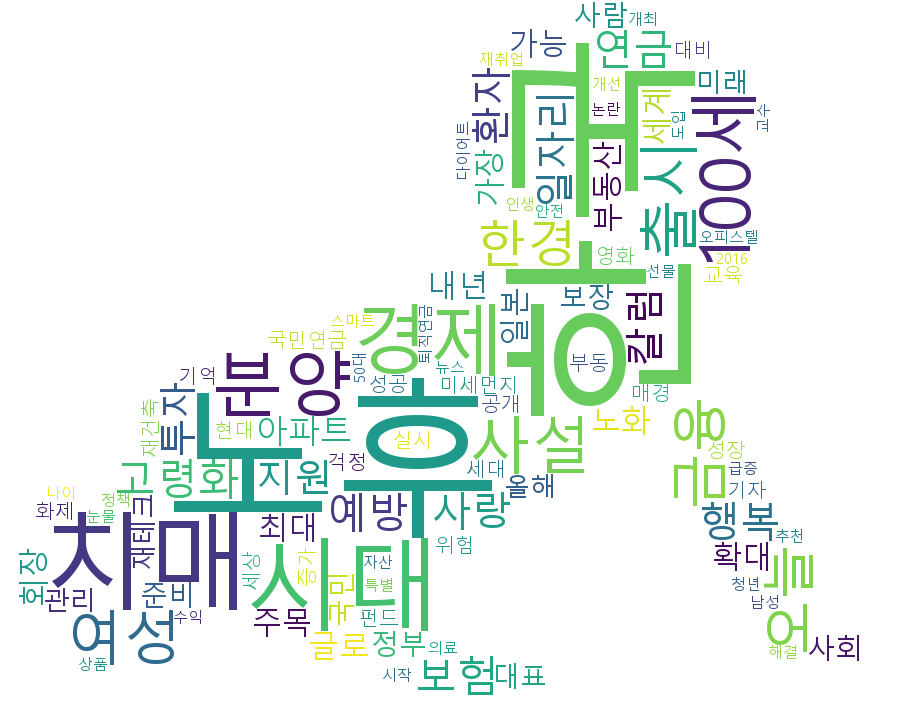 사람
개최
가능
연금
대비
재취업
한국
환자
개선
미래
논란
세계
100세
일자리
도입
교수
다이어트
가장
부동산
출시
인생
안전
한경
오피스텔
영화
2016
선물
교육
내년
보장
일본
칼럼
경제
스마트
퇴직연금
국민연금
뉴스
50대
부동
기억
성공
미세먼지
매경
공개
투자
노후
재건축
현대
아파트
실시
사설
노화
금융
성장
걱정
세대
급증
고령화
지원
올해
기자
나이
정책
눈물
화제
재테크
예방
사랑
행복
치매
최대
시대
위험
추천
확대
회장
세상
증가
자산
오늘
관리
준비
국민
특별
청년
남성
수익
주목
펀드
여성
글로
정부
의료
사회
해결
상품
시작
보험
대표